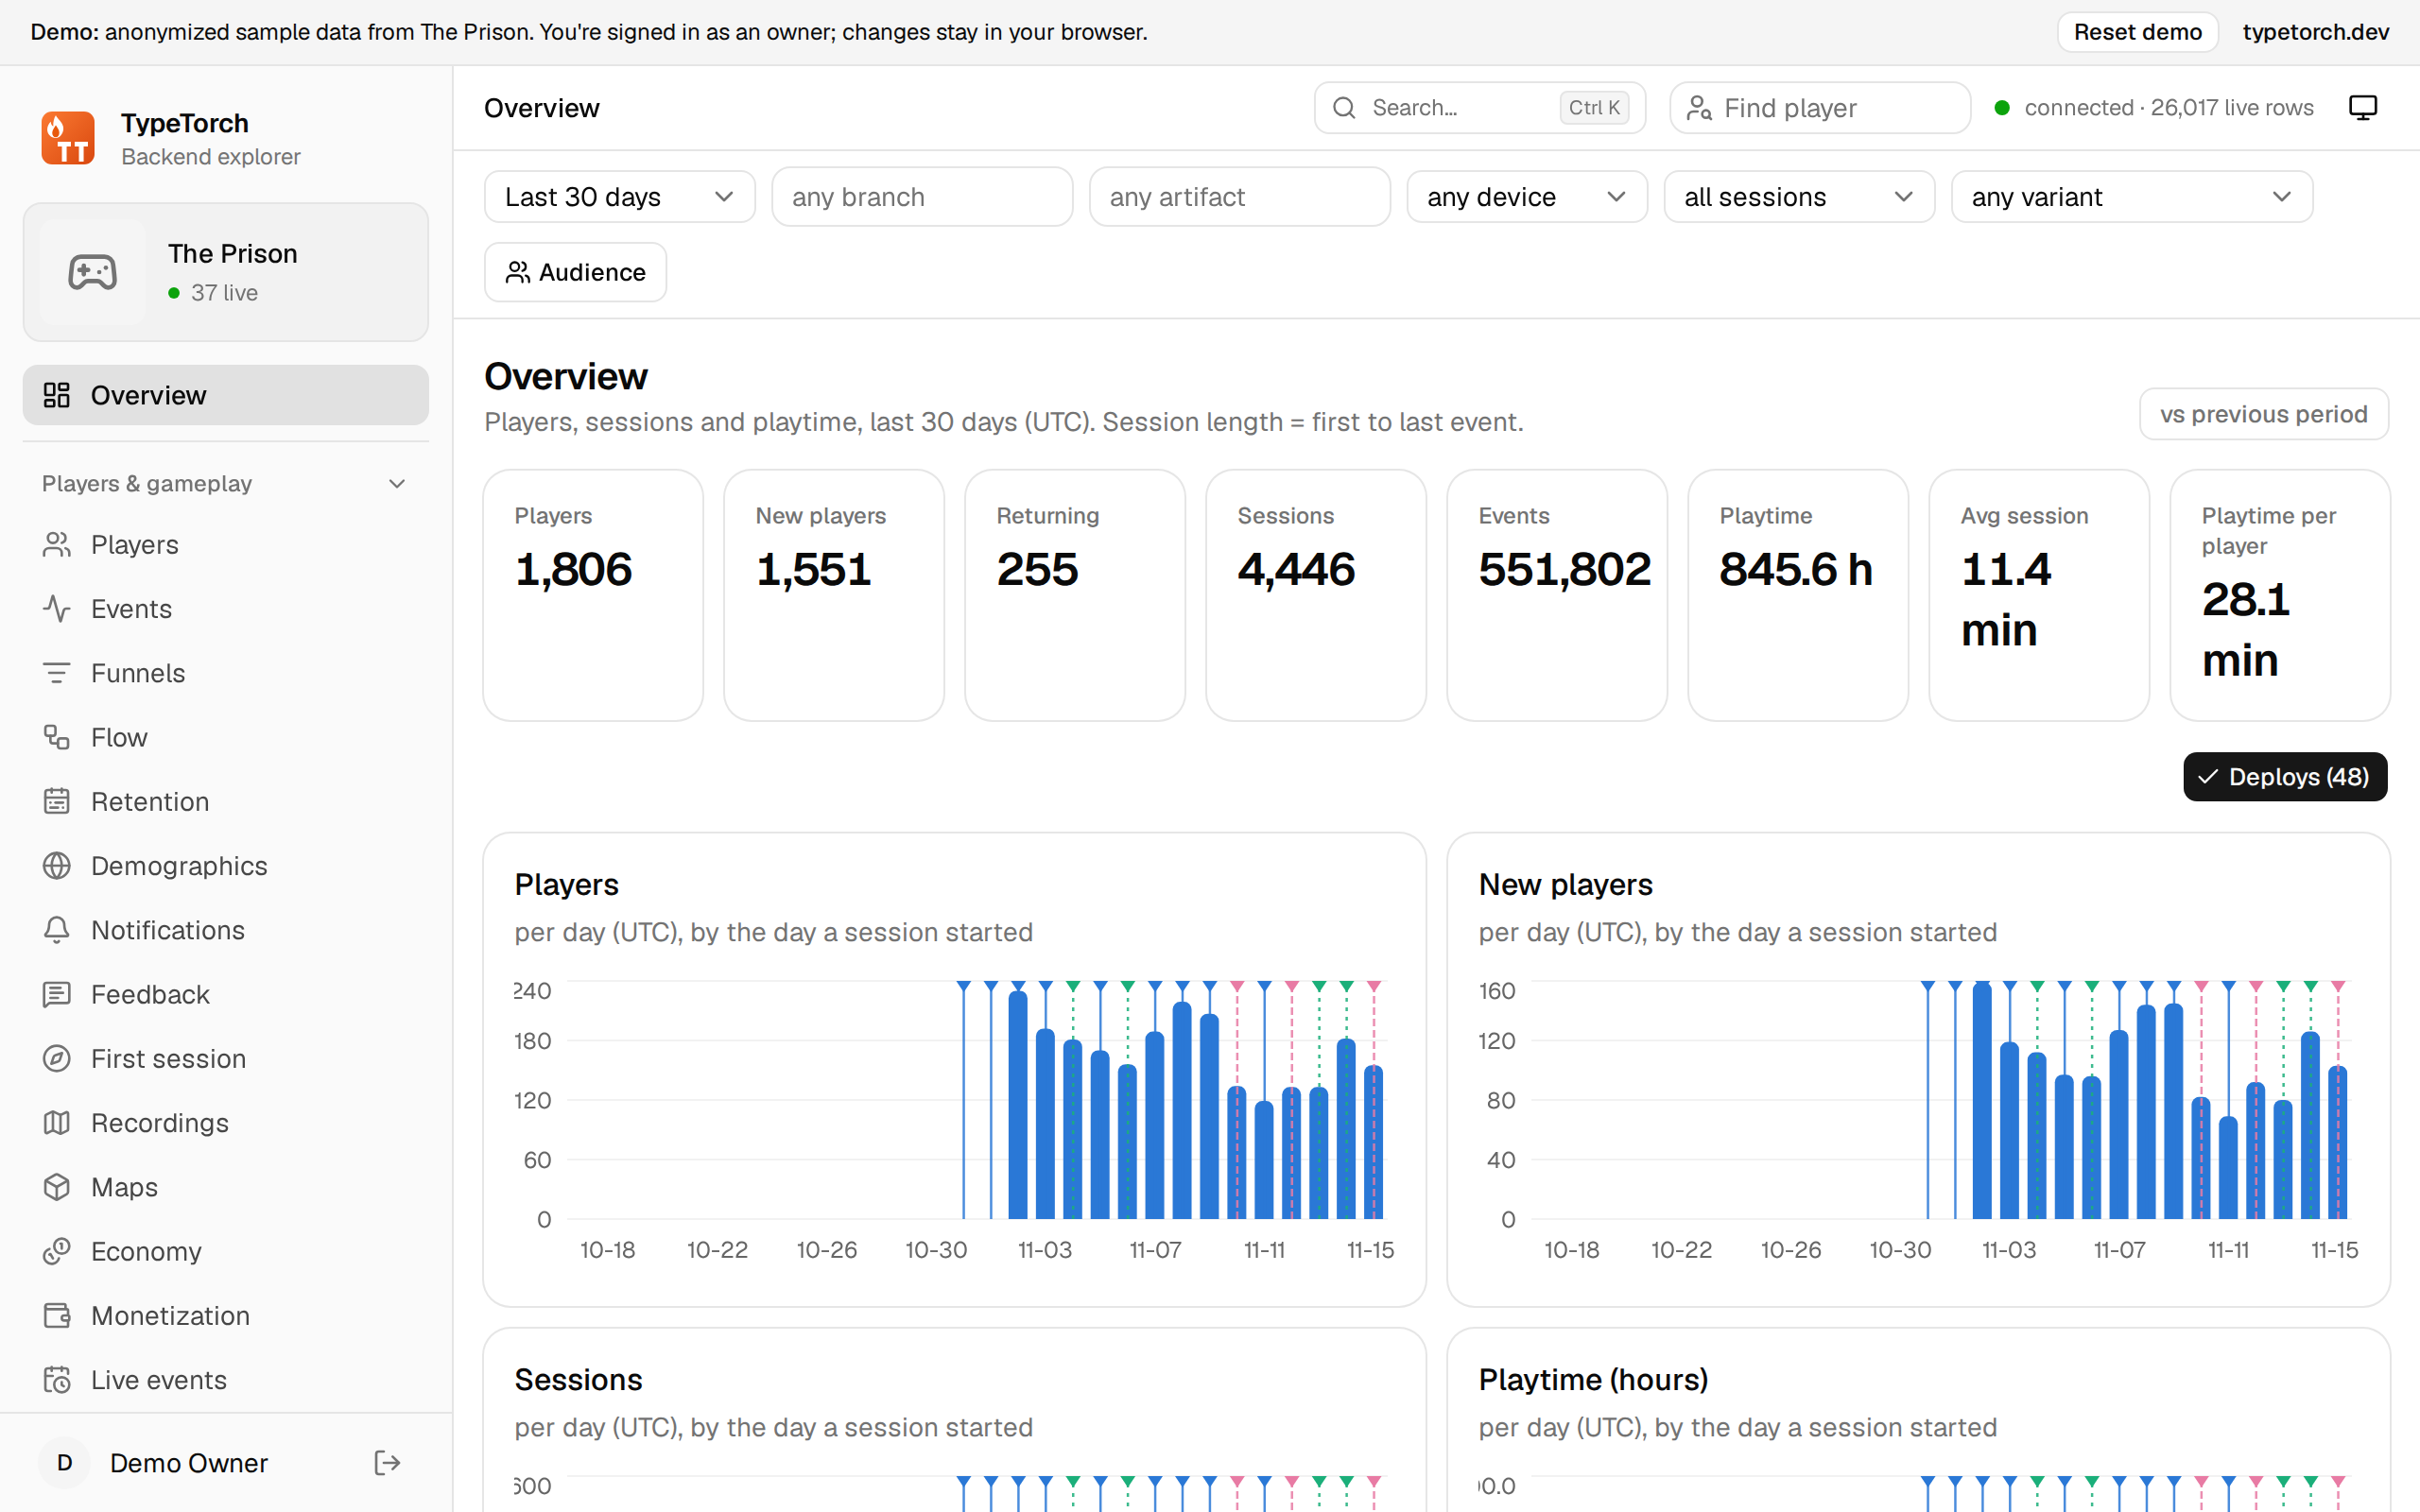 Demo: anonymized sample data from The Prison. You're signed in as an owner; changes stay in your browser.
Reset demo
typetorch.dev
TT
TypeTorch
Backend explorer
The Prison
37 live
Overview
Players & gameplay
Players
Events
Funnels
Flow
Retention
Demographics
Notifications
Feedback
First session
Recordings
Maps
Economy
Monetization
Live events
D
Demo Owner
Overview
Search...
Ctrl K
Find player
connected · 26,017 live rows
Last 30 days
any branch
any artifact
any device
all sessions
any variant
Audience
Overview
Players, sessions and playtime, last 30 days (UTC). Session length = first to last event.
vs previous period
Players
1,806
New players
1,551
Returning
255
Sessions
4,446
Events
551,802
Playtime
845.6 h
Avg session
11.4
min
Playtime per
player
28.1
min
Deploys (48)
Players
per day (UTC), by the day a session started
240
180
120
60
0
10-18 10-22 10-26 10-30 11-03 11-07 11-11 11-15
New players
per day (UTC), by the day a session started
160
120
80
40
0
10-18 10-22 10-26 10-30 11-03 11-07 11-11 11-15
Sessions
per day (UTC), by the day a session started
600
Playtime (hours)
per day (UTC), by the day a session started